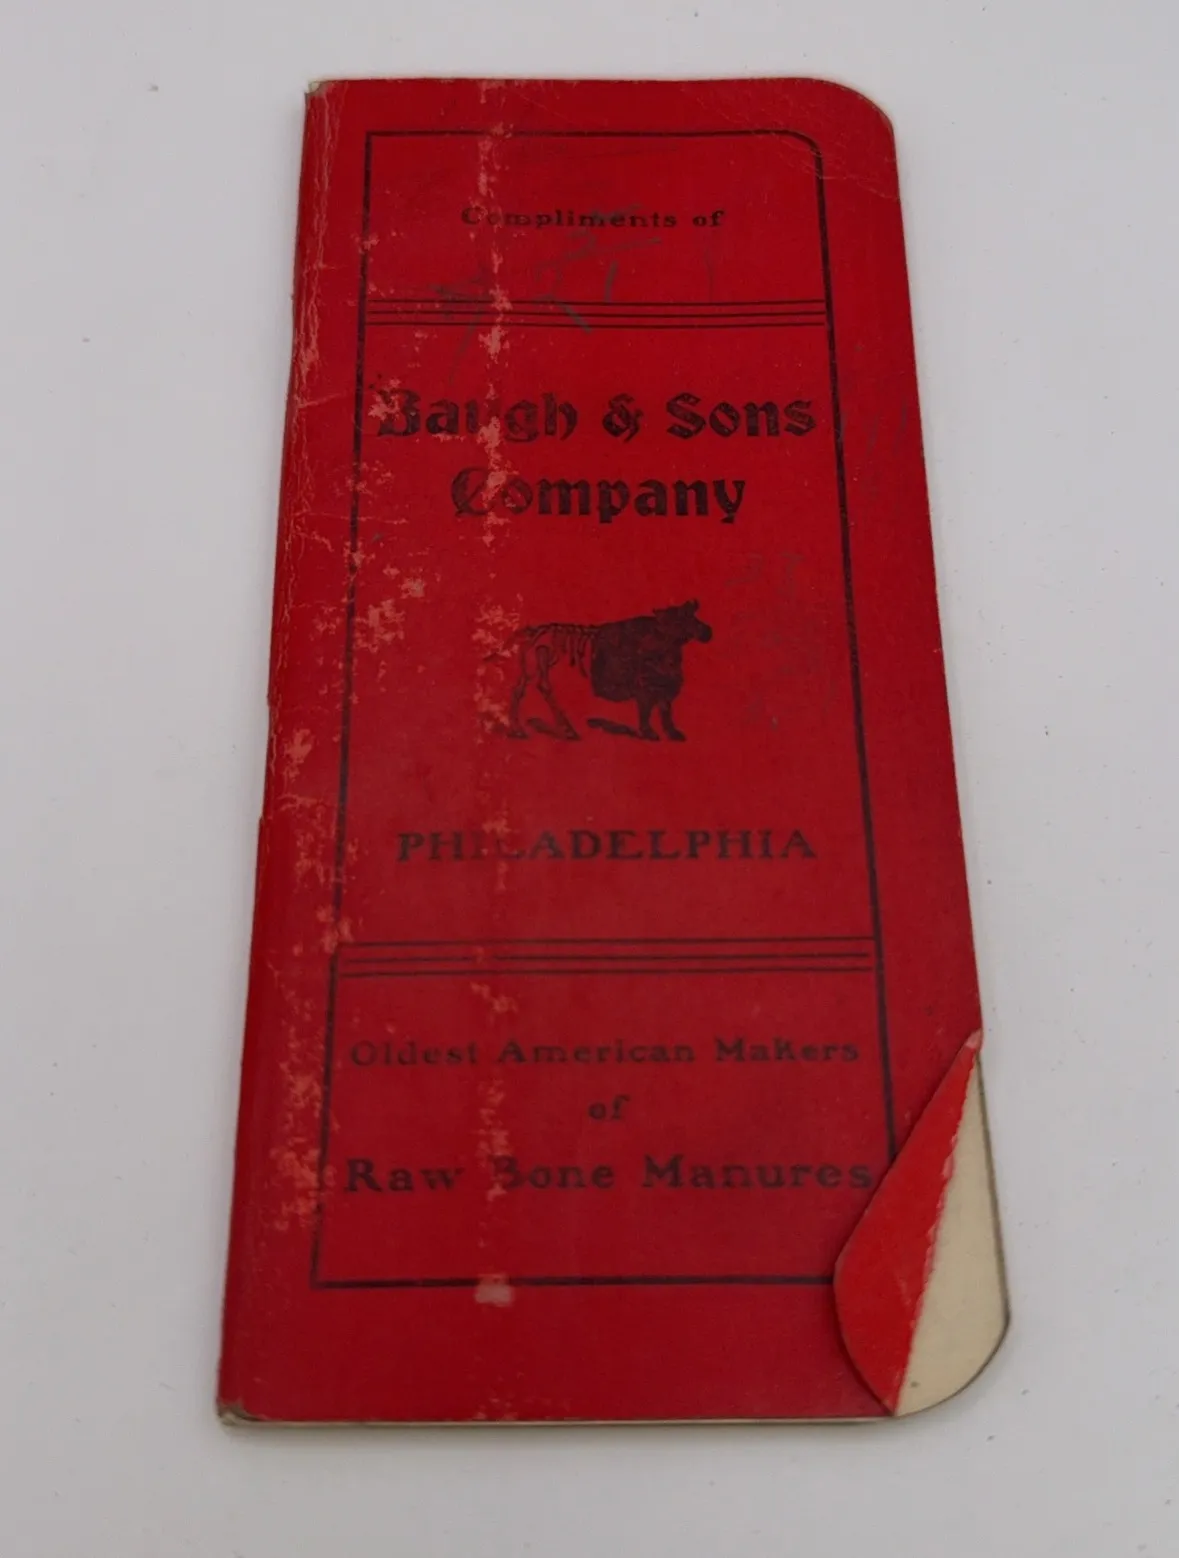 Compliments of
Baugh & Sons
Company
PHILADELPHIA
Oldest American Makers
of
Raw Bone Manures